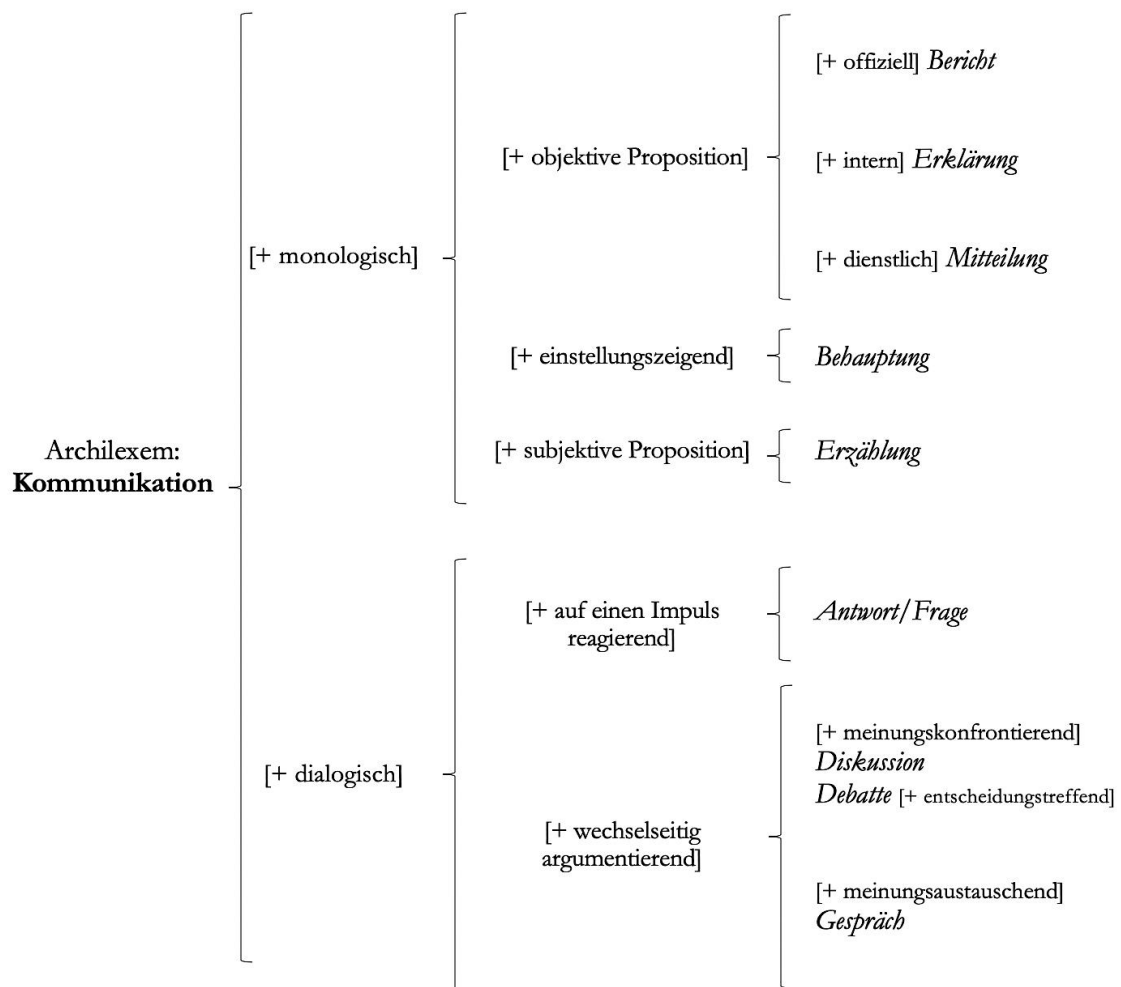 Archilexem:
Kommunikation
[+ monologisch]
[+ objektive Proposition]
[+ offiziell] Bericht
[+ intern] Erklärung
[+ dienstlich] Mitteilung
[+ einstellungszeigend]
Behauptung
[+ subjektive Proposition]
Erzählung
[+ dialogisch]
[+ auf einen Impuls
reagierend]
Antwort/Frage
[+ wechselseitig
argumentierend]
[+ meinungskonfrontierend]
Diskussion
Debatte [+ entscheidungstreffend]
[+ meinungsaustauschend]
Gespräch